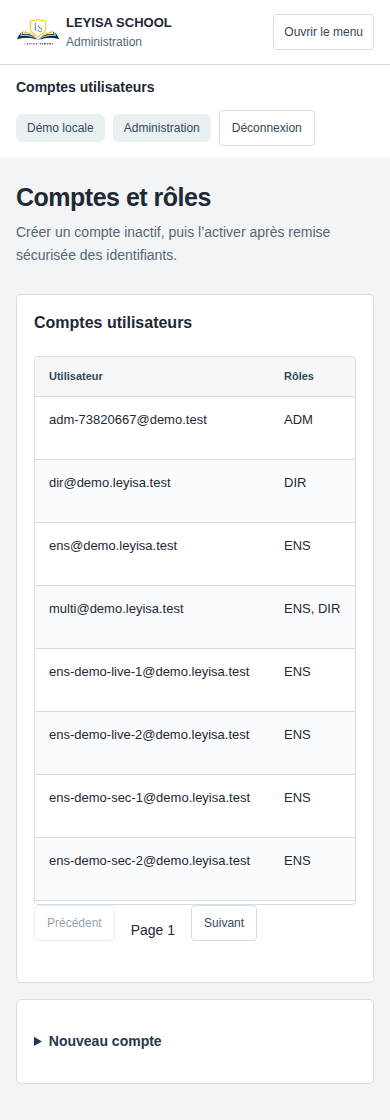 LEYISA SCHOOL
Administration
Ouvrir le menu
Comptes utilisateurs
Démo locale
Administration
Déconnexion
Comptes et rôles
Créer un compte inactif, puis l’activer après remise
sécurisée des identifiants.
Comptes utilisateurs
Utilisateur Rôles
adm-73820667@demo.test ADM
dir@demo.leyisa.test DIR
ens@demo.leyisa.test ENS
multi@demo.leyisa.test ENS, DIR
ens-demo-live-1@demo.leyisa.test ENS
ens-demo-live-2@demo.leyisa.test ENS
ens-demo-sec-1@demo.leyisa.test ENS
ens-demo-sec-2@demo.leyisa.test ENS
Précédent Page 1 Suivant
Nouveau compte